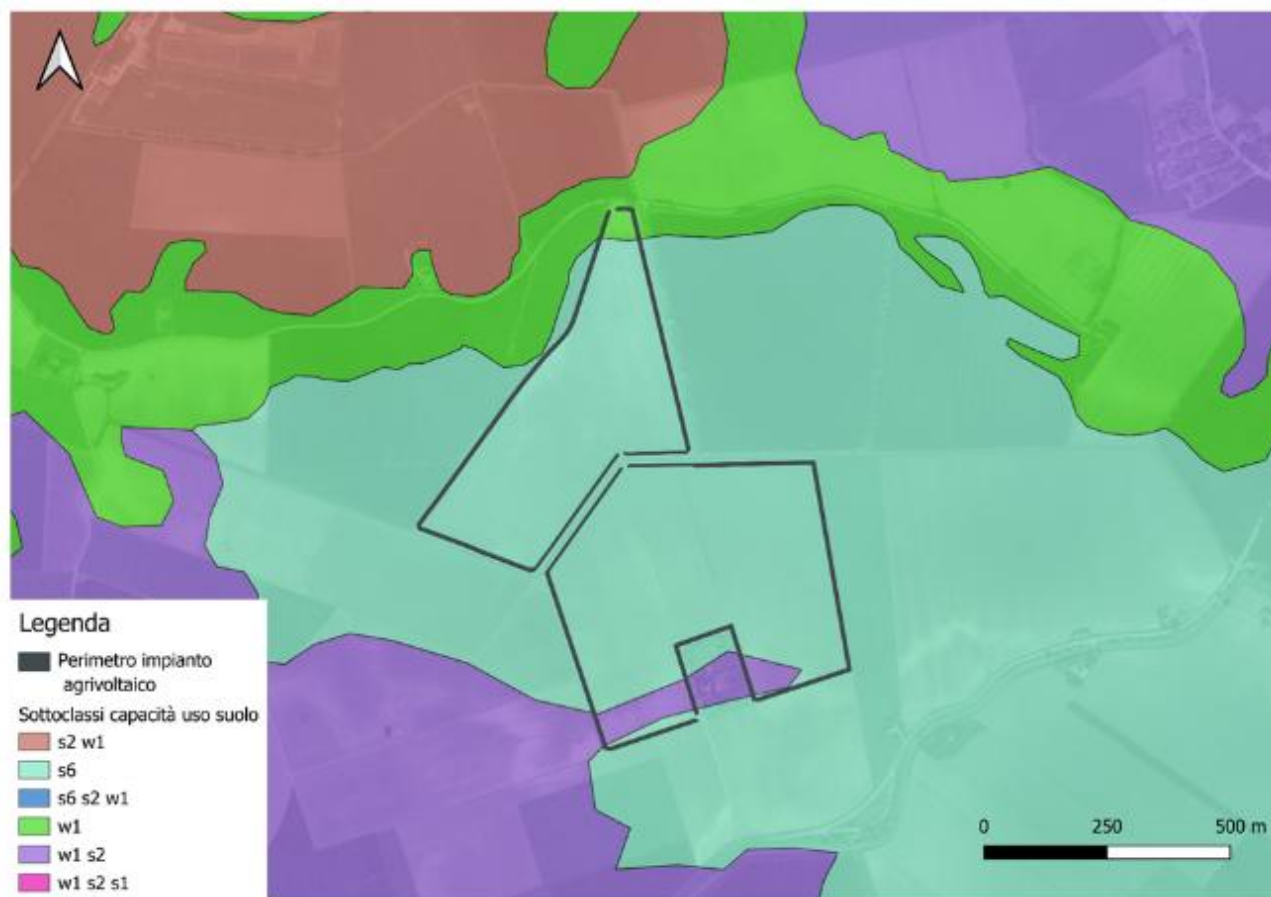 Legenda
Perimetro impianto
agrivoltaico
Sottoclassi capacità uso suolo
s2 w1
s6
s6 s2 w1
w1
w1 s2
w1 s2 s1
0 250 500 m